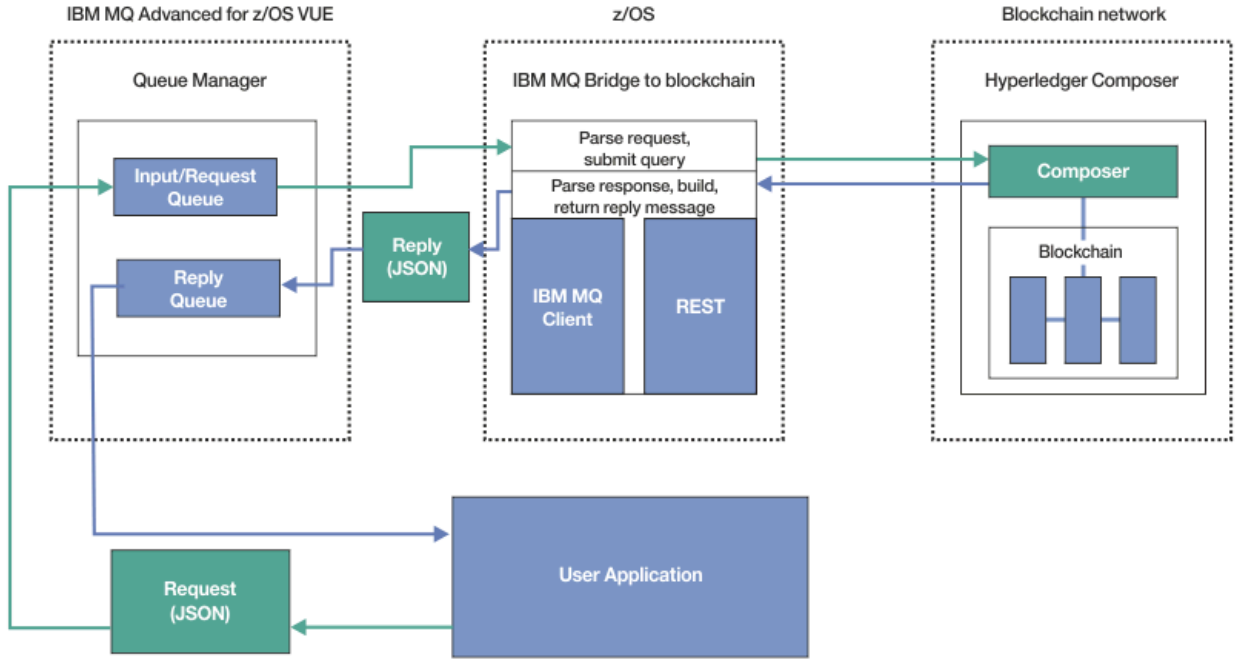 IBM MQ Advanced for z/OS VUE
z/OS
Blockchain network
Queue Manager
IBM MQ Bridge to blockchain
Hyperledger Composer
Input/Request
Queue
Parse request,
submit query
Parse response, build,
return reply message
Composer
Reply
(JSON)
Reply
Queue
IBM MQ
Client
REST
Blockchain
Request
(JSON)
User Application